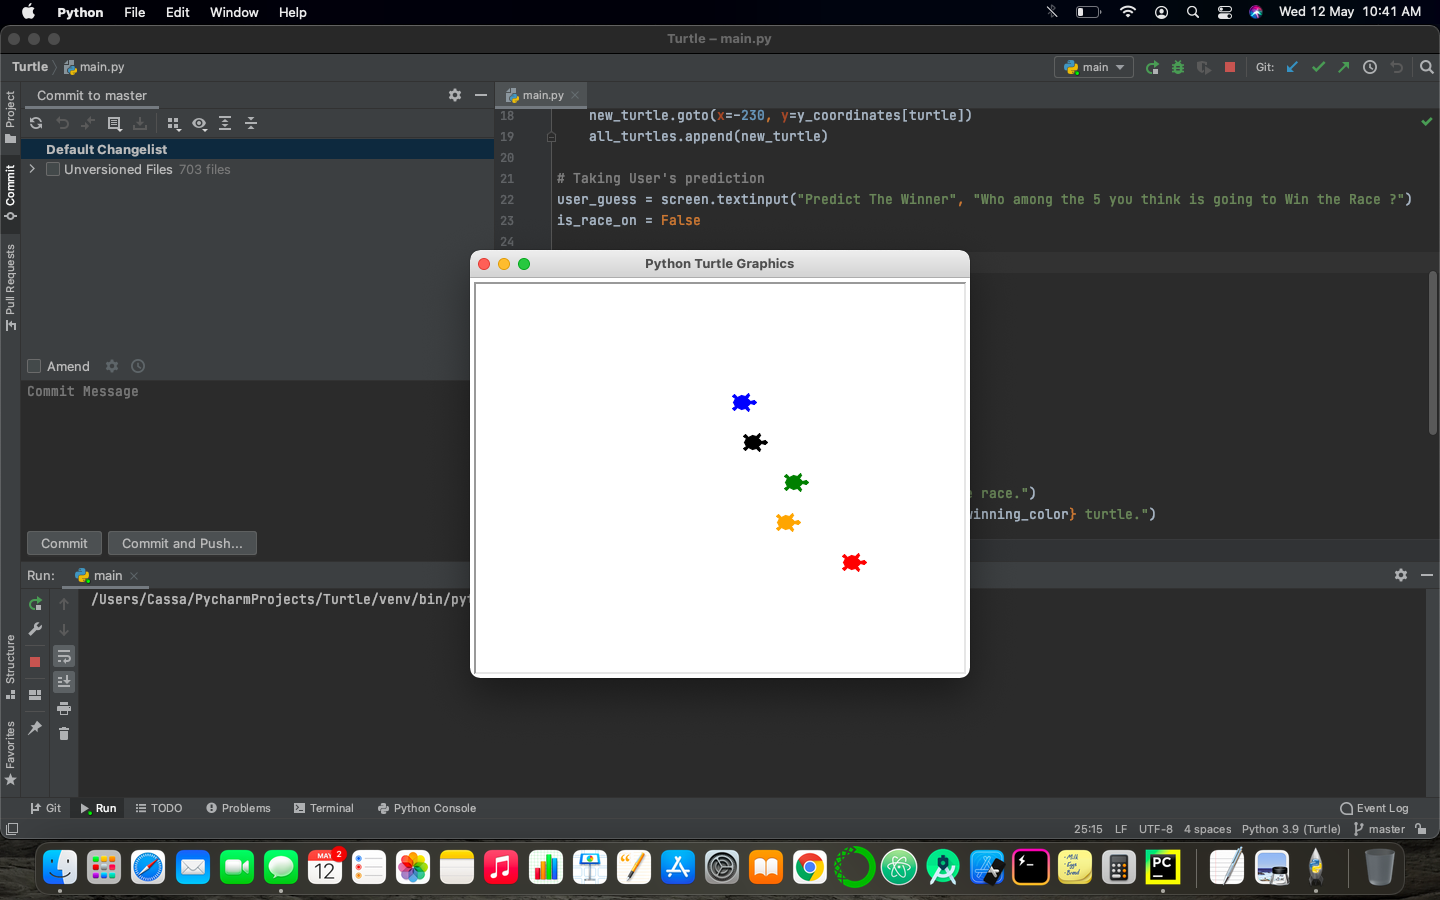 Python File Edit Window Help Wed 12 May 10:41 AM
Turtle – main.py
Turtle main.py main Git:
Project
Commit
Pull Requests
Structure
Favorites
Commit to master
Default Changelist
Unversioned Files 703 files
Amend
Commit Message
Commit Commit and Push...
main.py
18 new_turtle.goto(x=-230, y=y_coordinates[turtle])
19 all_turtles.append(new_turtle)
20
21 # Taking User's prediction
22 user_guess = screen.textinput("Predict The Winner", "Who among the 5 you think is going to Win the Race ?")
23 is_race_on = False
24
Python Turtle Graphics
race.")
winning_color} turtle.")
Run: main
/Users/Cassa/PycharmProjects/Turtle/venv/bin/pyt
Git Run TODO Problems Terminal Python Console Event Log
25:15 LF UTF-8 4 spaces Python 3.9 (Turtle) master
MAY 2
12
PC